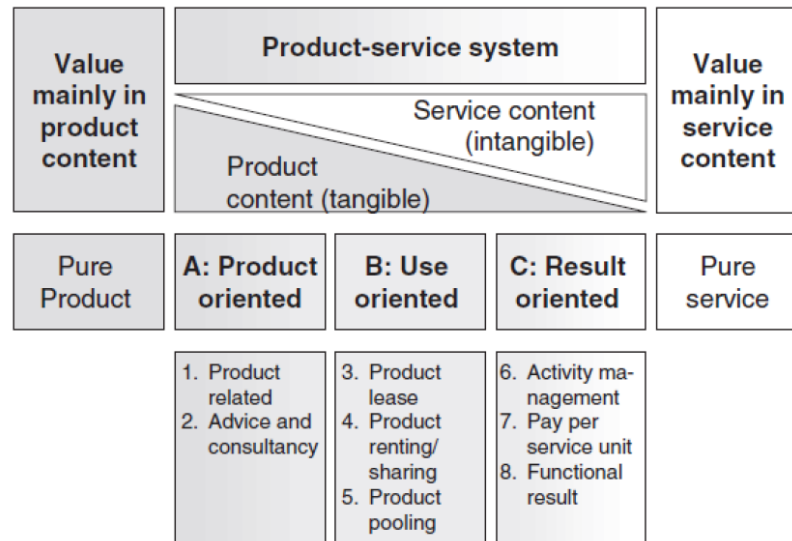 Value
mainly in
product
content
Product-service system
Service content
(intangible)
Product
content (tangible)
Value
mainly in
service
content
Pure
Product
A: Product
oriented
B: Use
oriented
C: Result
oriented
Pure
service
1. Product
related
2. Advice and
consultancy
3. Product
lease
4. Product
renting/
sharing
5. Product
pooling
6. Activity ma-
nagement
7. Pay per
service unit
8. Functional
result